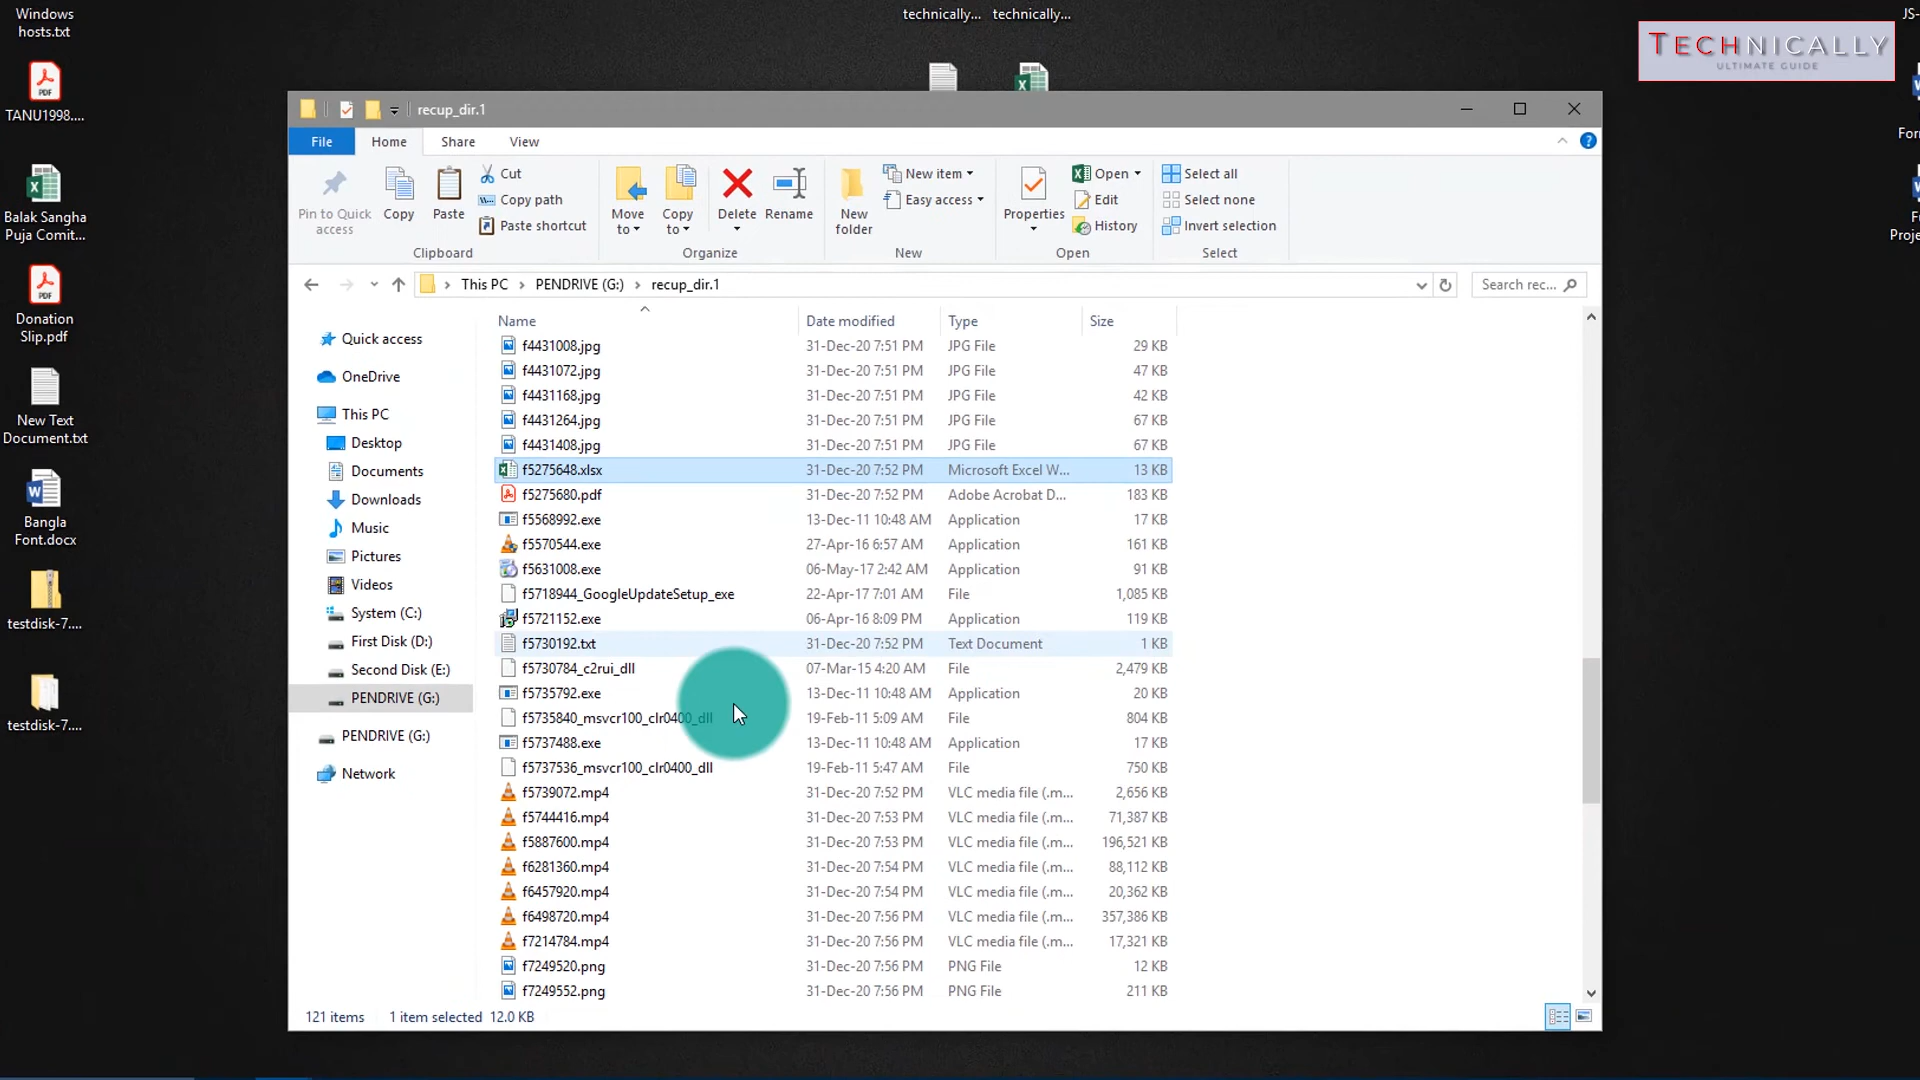 Windows
hosts.txt
technically...
technically...
JS-
TECHNICALLY
ULTIMATE GUIDE
TANU1998....
Balak Sangha
Puja Comit...
Donation
Slip.pdf
New Text
Document.txt
Bangla
Font.docx
testdisk-7....
testdisk-7....
For
Proje
recup_dir.1
File
Home
Share
View
Pin to Quick
access
Copy
Paste
Cut
Copy path
Paste shortcut
Clipboard
Move
to
Copy
to
Delete
Rename
Organize
New
folder
New item
Easy access
New
Properties
Open
Edit
History
Open
Select all
Select none
Invert selection
Select
This PC > PENDRIVE (G:) > recup_dir.1
Search rec...
Quick access
OneDrive
This PC
Desktop
Documents
Downloads
Music
Pictures
Videos
System (C:)
First Disk (D:)
Second Disk (E:)
PENDRIVE (G:)
PENDRIVE (G:)
Network
Name Date modified Type Size
f4431008.jpg 31-Dec-20 7:51 PM JPG File 29 KB
f4431072.jpg 31-Dec-20 7:51 PM JPG File 47 KB
f4431168.jpg 31-Dec-20 7:51 PM JPG File 42 KB
f4431264.jpg 31-Dec-20 7:51 PM JPG File 67 KB
f4431408.jpg 31-Dec-20 7:51 PM JPG File 67 KB
f5275648.xlsx 31-Dec-20 7:52 PM Microsoft Excel W... 13 KB
f5275680.pdf 31-Dec-20 7:52 PM Adobe Acrobat D... 183 KB
f5568992.exe 13-Dec-11 10:48 AM Application 17 KB
f5570544.exe 27-Apr-16 6:57 AM Application 161 KB
f5631008.exe 06-May-17 2:42 AM Application 91 KB
f5718944_GoogleUpdateSetup_exe 22-Apr-17 7:01 AM File 1,085 KB
f5721152.exe 06-Apr-16 8:09 PM Application 119 KB
f5730192.txt 31-Dec-20 7:52 PM Text Document 1 KB
f5730784_c2rui_dll 07-Mar-15 4:20 AM File 2,479 KB
f5735792.exe 13-Dec-11 10:48 AM Application 20 KB
f5735840_msvcr100_clr0400_dll 19-Feb-11 5:09 AM File 804 KB
f5737488.exe 13-Dec-11 10:48 AM Application 17 KB
f5737536_msvcr100_clr0400_dll 19-Feb-11 5:47 AM File 750 KB
f5739072.mp4 31-Dec-20 7:52 PM VLC media file (.m... 2,656 KB
f5744416.mp4 31-Dec-20 7:53 PM VLC media file (.m... 71,387 KB
f5887600.mp4 31-Dec-20 7:53 PM VLC media file (.m... 196,521 KB
f6281360.mp4 31-Dec-20 7:54 PM VLC media file (.m... 88,112 KB
f6457920.mp4 31-Dec-20 7:54 PM VLC media file (.m... 20,362 KB
f6498720.mp4 31-Dec-20 7:56 PM VLC media file (.m... 357,386 KB
f7214784.mp4 31-Dec-20 7:56 PM VLC media file (.m... 17,321 KB
f7249520.png 31-Dec-20 7:56 PM PNG File 12 KB
f7249552.png 31-Dec-20 7:56 PM PNG File 211 KB
121 items 1 item selected 12.0 KB